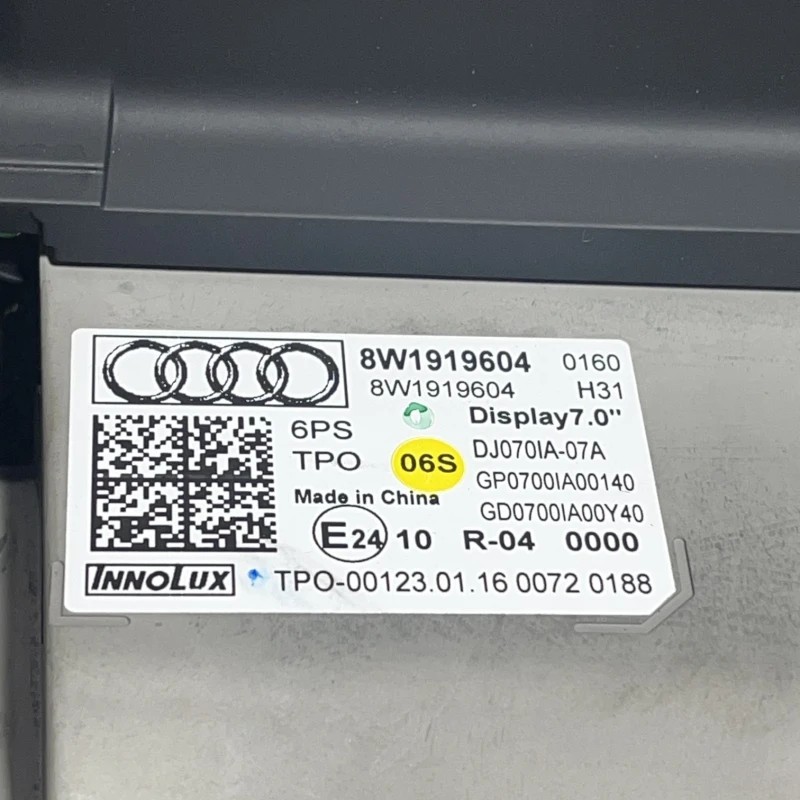 8W1919604 0160
8W1919604 H31
Display7.0"
6PS
TPO
06S
DJ070IA-07A
GP0700IA00140
GD0700IA00Y40
Made in China
E24 10 R-04 0000
INNOLUX TPO-00123.01.16 0072 0188